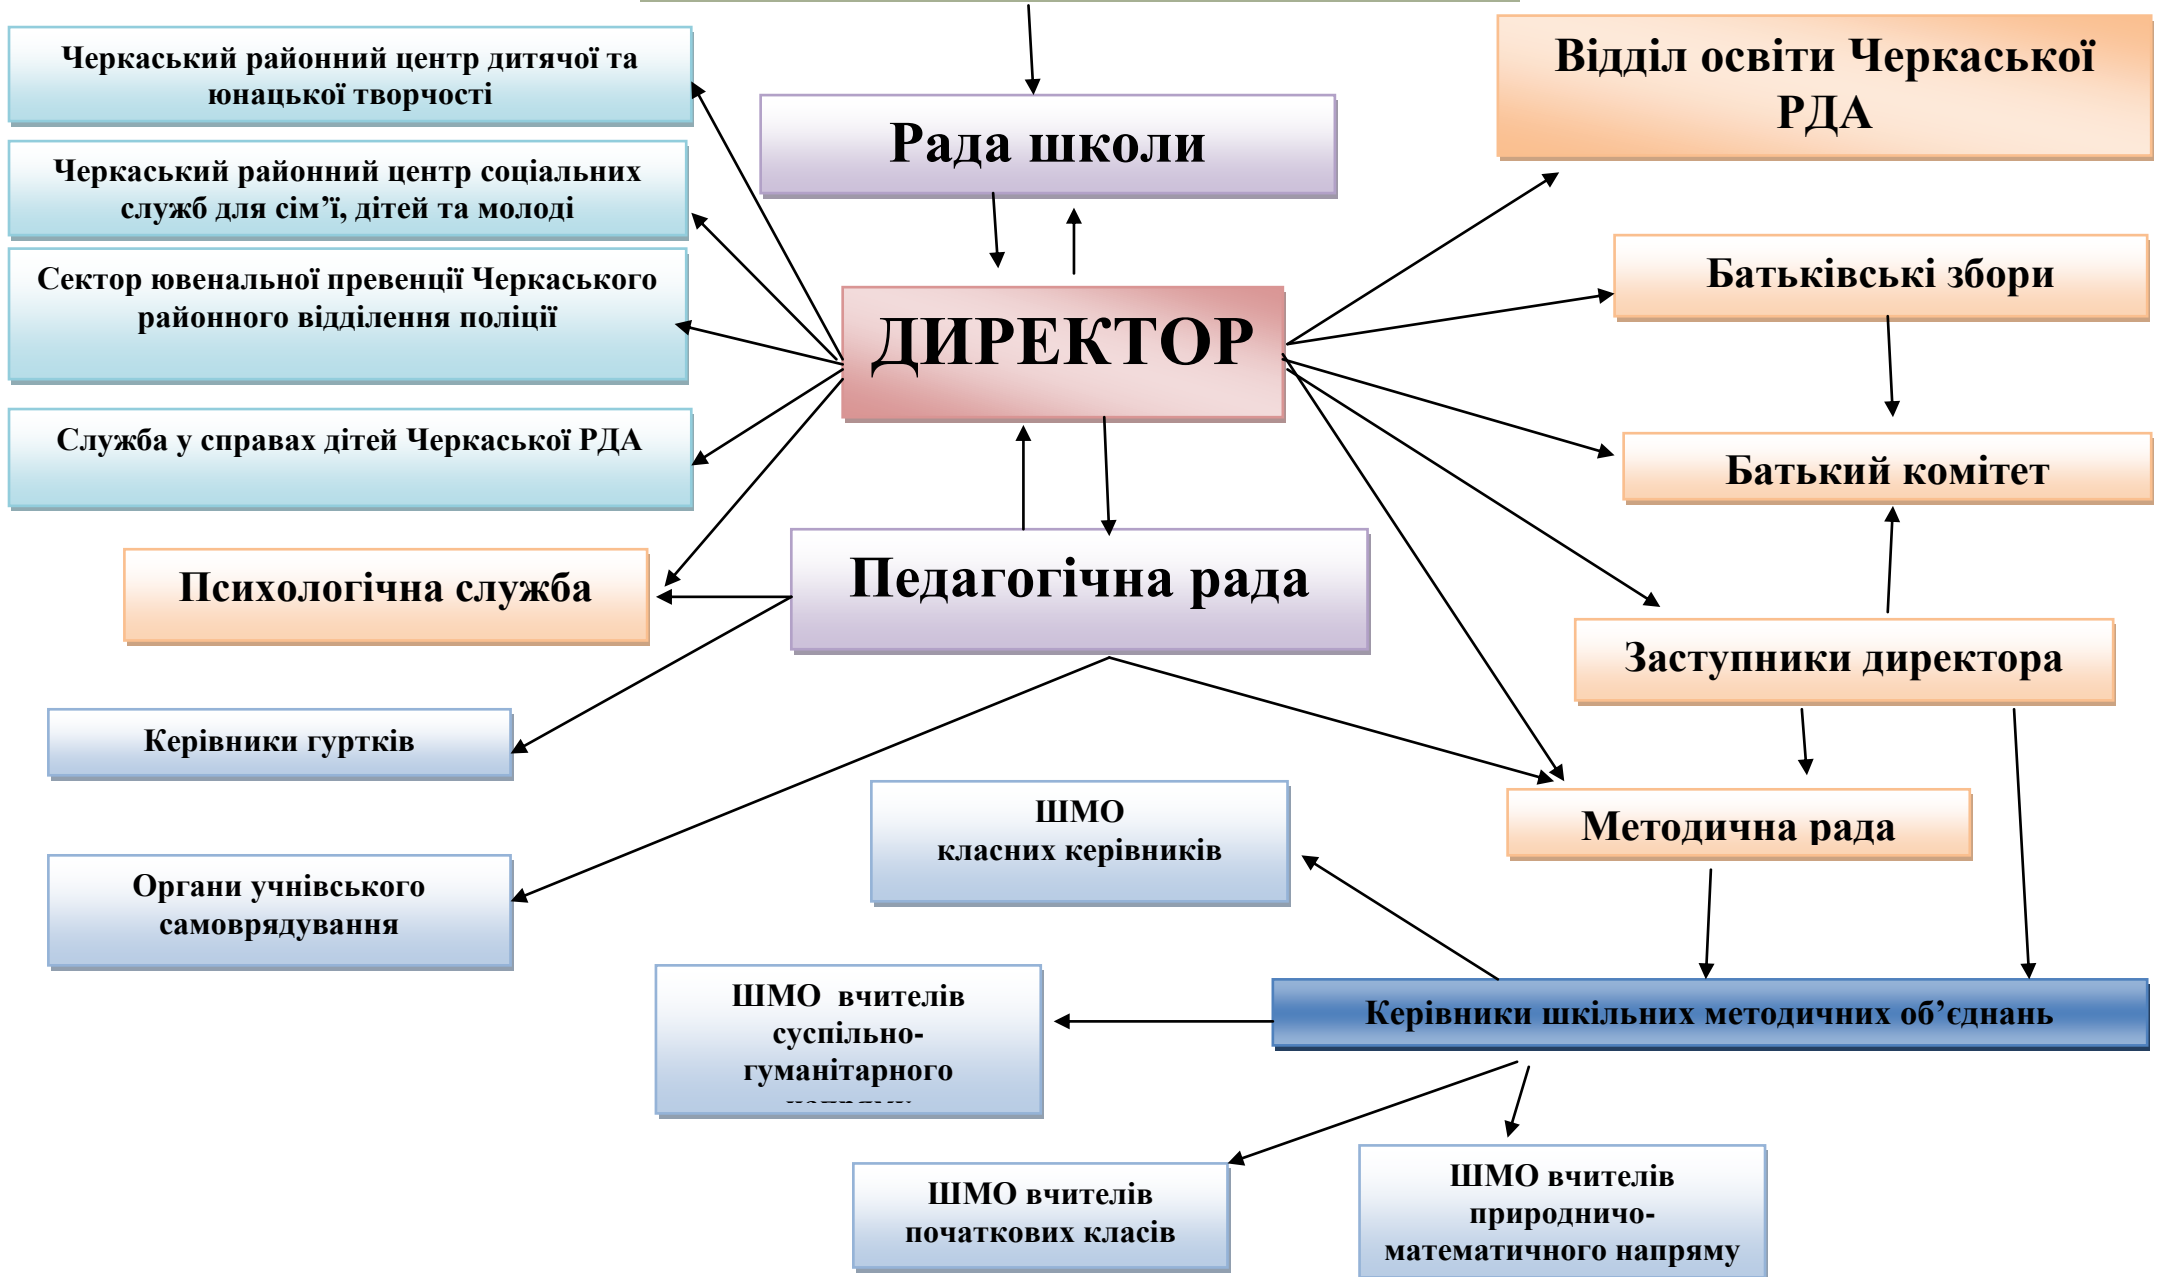 Черкаський районний центр дитячої та
юнацької творчості
Відділ освіти Черкаської
РДА
Рада школи
Черкаський районний центр соціальних
служб для сім’ї, дітей та молоді
Сектор ювенальної превенції Черкаського
районного відділення поліції
Батьківські збори
ДИРЕКТОР
Служба у справах дітей Черкаської РДА
Батький комітет
Психологічна служба
Педагогічна рада
Заступники директора
Керівники гуртків
ШМО
класних керівників
Методична рада
Органи учнівського
самоврядування
ШМО вчителів
суспільно-
гуманітарного
Керівники шкільних методичних об’єднань
ШМО вчителів
початкових класів
ШМО вчителів
природничо-
математичного напряму